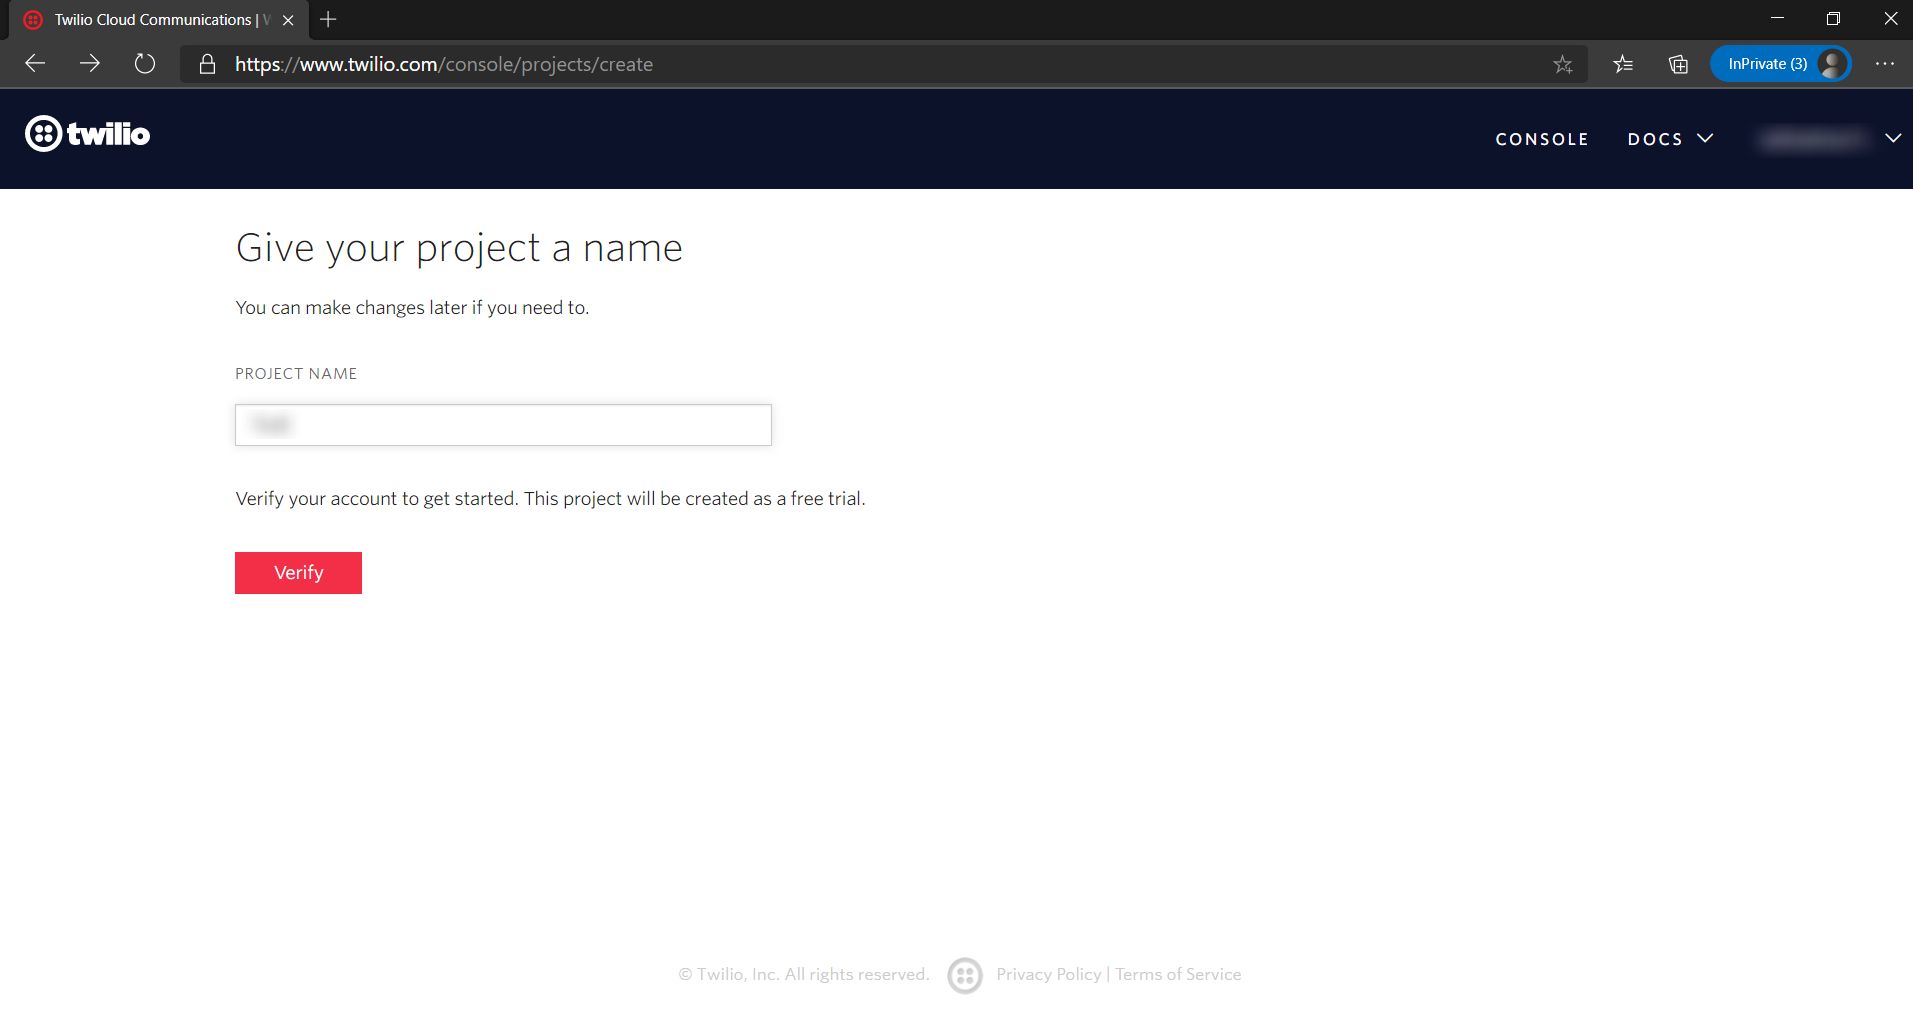 Twilio Cloud Communications |
https://www.twilio.com/console/projects/create
InPrivate (3)
twilio
CONSOLE
DOCS
Give your project a name
You can make changes later if you need to.
PROJECT NAME
Verify your account to get started. This project will be created as a free trial.
Verify
© Twilio, Inc. All rights reserved.
Privacy Policy | Terms of Service